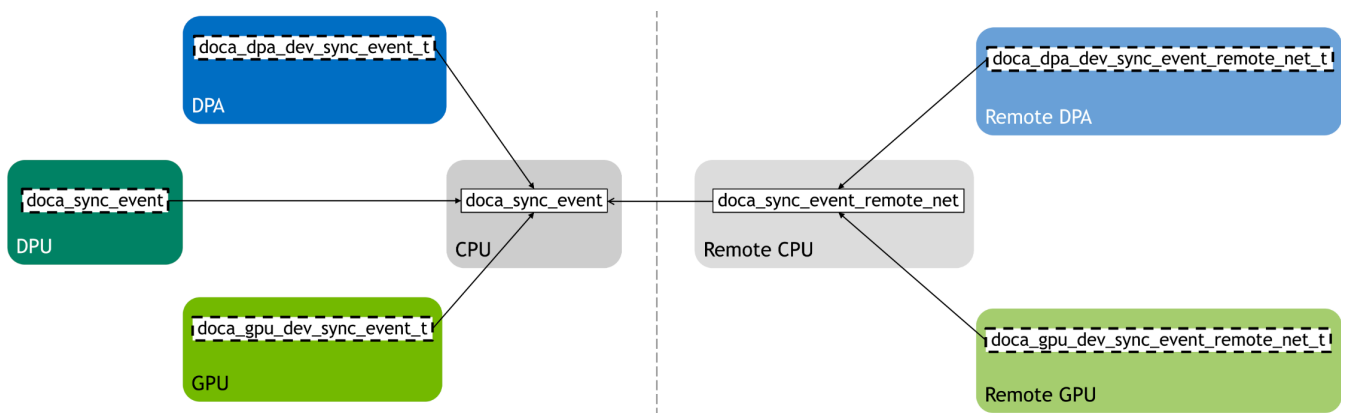 doca_dpa_dev_sync_event_t
DPA
doca_sync_event
DPU
doca_gpu_dev_sync_event_t
GPU
doca_sync_event
CPU
doca_sync_event_remote_net
Remote CPU
doca_dpa_dev_sync_event_remote_net_t
Remote DPA
doca_gpu_dev_sync_event_remote_net_t
Remote GPU